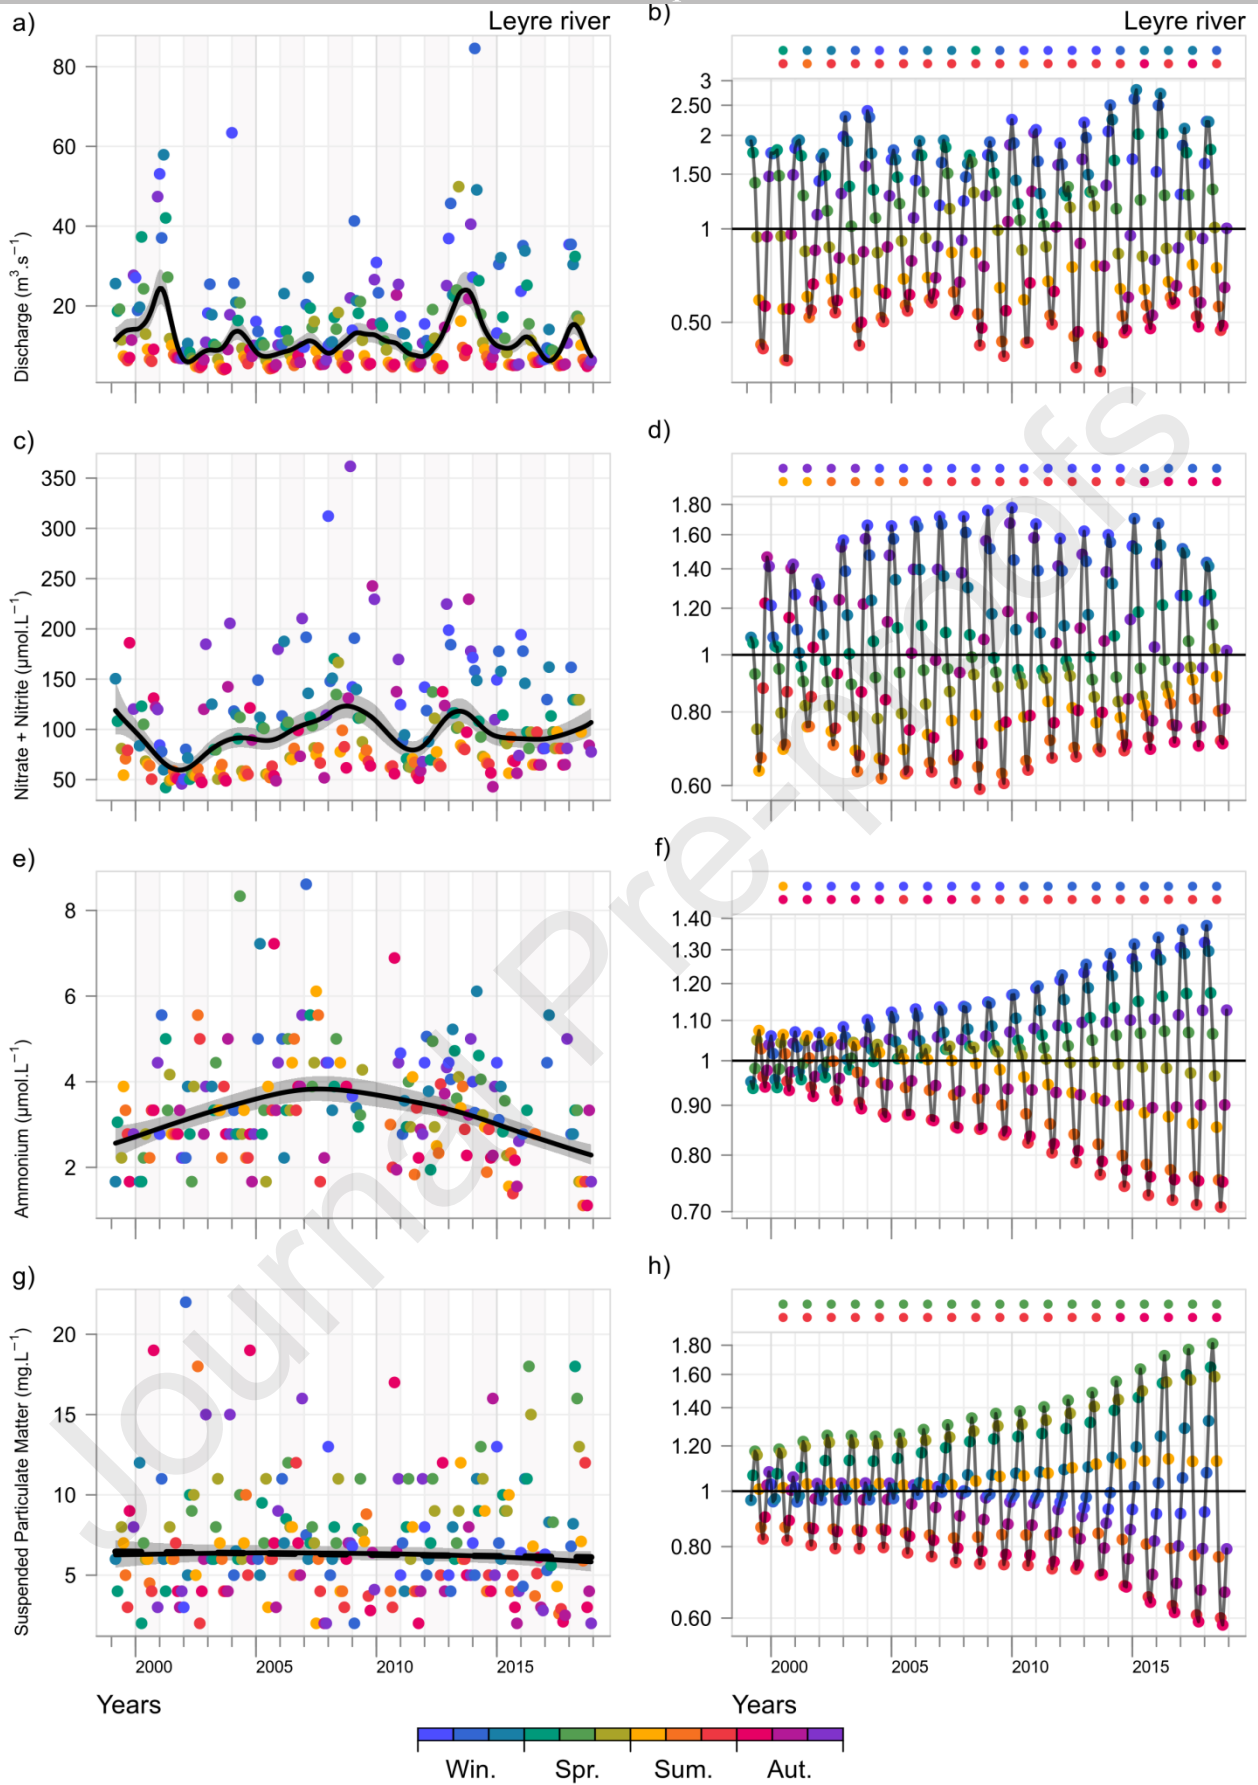 a)
Leyre river
b)
Leyre river
80
60
40
20
Discharge (m³.s⁻¹)
3
2.50
2
1.50
1
0.50
c)
d)
350
300
250
200
150
100
50
Nitrate + Nitrite (μmol.L⁻¹)
1.80
1.60
1.40
1.20
1
0.80
0.60
e)
f)
8
6
4
2
Ammonium (μmol.L⁻¹)
1.40
1.30
1.20
1.10
1
0.90
0.80
0.70
g)
h)
20
15
10
5
Suspended Particulate Matter (mg.L⁻¹)
1.80
1.60
1.40
1.20
1
0.80
0.60
2000 2005 2010 2015
2000 2005 2010 2015
Years
Years
Win. Spr. Sum. Aut.
Journal Pre-proofs